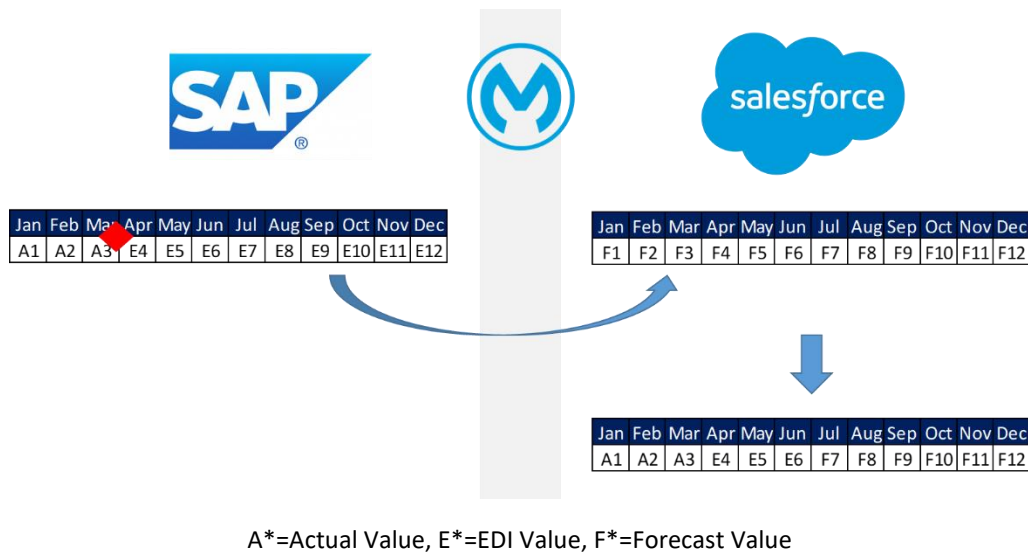 SAP ®
salesforce
Jan Feb Mar Apr May Jun Jul Aug Sep Oct Nov Dec
A1 A2 A3 E4 E5 E6 E7 E8 E9 E10 E11 E12
Jan Feb Mar Apr May Jun Jul Aug Sep Oct Nov Dec
F1 F2 F3 F4 F5 F6 F7 F8 F9 F10 F11 F12
Jan Feb Mar Apr May Jun Jul Aug Sep Oct Nov Dec
A1 A2 A3 E4 E5 E6 F7 F8 F9 F10 F11 F12
A*=Actual Value, E*=EDI Value, F*=Forecast Value